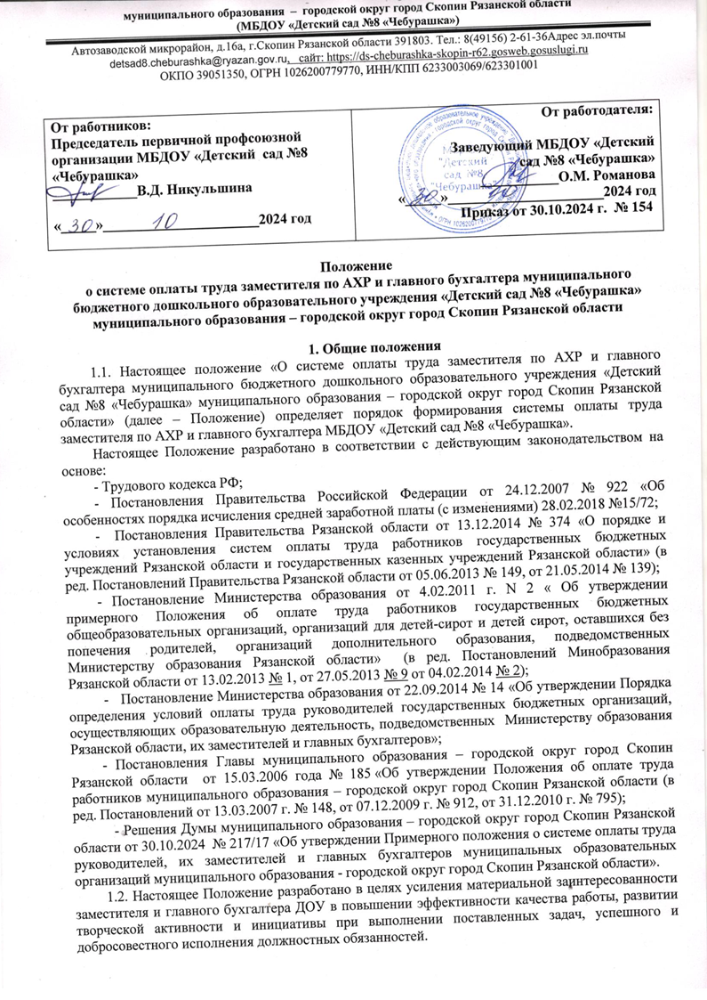 муниципального образования – городской округ город Скопин Рязанской области
(МБДОУ «Детский сад №8 «Чебурашка»)
Автозаводской микрорайон, д.16а, г.Скопин Рязанской области 391803. Тел.: 8(49156) 2-61-36Адрес эл.почты
detsad8.cheburashka@ryazan.gov.ru, сайт: https://ds-cheburashka-skopin-r62.gosweb.gosuslugi.ru
ОКПО 39051350, ОГРН 1026200779770, ИНН/КПП 6233003069/623301001
От работников:
Председатель первичной профсоюзной
организации МБДОУ «Детский сад №8
«Чебурашка»
_____________В.Д. Никульшина
«_30_»___10___2024 год
От работодателя:
Заведующий МБДОУ «Детский
сад №8 «Чебурашка»
____________О.М. Романова
«_30_»___10___2024 год
Приказ от 30.10.2024 г. № 154
"Детский
сад №8
"Чебурашка"
Положение
о системе оплаты труда заместителя по АХР и главного бухгалтера муниципального
бюджетного дошкольного образовательного учреждения «Детский сад №8 «Чебурашка»
муниципального образования – городской округ город Скопин Рязанской области
1. Общие положения
1.1. Настоящее положение «О системе оплаты труда заместителя по АХР и главного
бухгалтера муниципального бюджетного дошкольного образовательного учреждения «Детский
сад №8 «Чебурашка» муниципального образования – городской округ город Скопин Рязанской
области» (далее – Положение) определяет порядок формирования системы оплаты труда
заместителя по АХР и главного бухгалтера МБДОУ «Детский сад №8 «Чебурашка».
Настоящее Положение разработано в соответствии с действующим законодательством на
основе:
- Трудового кодекса РФ;
- Постановления Правительства Российской Федерации от 24.12.2007 № 922 «Об
особенностях порядка исчисления средней заработной платы (с изменениями) 28.02.2018 №15/72;
- Постановления Правительства Рязанской области от 13.12.2014 № 374 «О порядке и
условиях установления систем оплаты труда работников государственных бюджетных
учреждений Рязанской области и государственных казенных учреждений Рязанской области» (в
ред. Постановлений Правительства Рязанской области от 05.06.2013 № 149, от 21.05.2014 № 139);
- Постановление Министерства образования от 4.02.2011 г. N 2 « Об утверждении
примерного Положения об оплате труда работников государственных бюджетных
общеобразовательных организаций, организаций для детей-сирот и детей сирот, оставшихся без
попечения родителей, организаций дополнительного образования, подведомственных
Министерству образования Рязанской области» (в ред. Постановлений Минобразования
Рязанской области от 13.02.2013 № 1, от 27.05.2013 № 9 от 04.02.2014 № 2);
- Постановление Министерства образования от 22.09.2014 № 14 «Об утверждении Порядка
определения условий оплаты труда руководителей государственных бюджетных организаций,
осуществляющих образовательную деятельность, подведомственных Министерству образования
Рязанской области, их заместителей и главных бухгалтеров»;
- Постановления Главы муниципального образования – городской округ город Скопин
Рязанской области от 15.03.2006 года № 185 «Об утверждении Положения об оплате труда
работников муниципального образования – городской округ город Скопин Рязанской области (в
ред. Постановлений от 13.03.2007 г. № 148, от 07.12.2009 г. № 912, от 31.12.2010 г. № 795);
- Решения Думы муниципального образования – городской округ город Скопин Рязанской
области от 30.10.2024 № 217/17 «Об утверждении Примерного положения о системе оплаты труда
руководителей, их заместителей и главных бухгалтеров муниципальных образовательных
организаций муниципального образования - городской округ город Скопин Рязанской области».
1.2. Настоящее Положение разработано в целях усиления материальной заинтересованности
заместителя и главного бухгалтера ДОУ в повышении эффективности качества работы, развитии
творческой активности и инициативы при выполнении поставленных задач, успешного и
добросовестного исполнения должностных обязанностей.